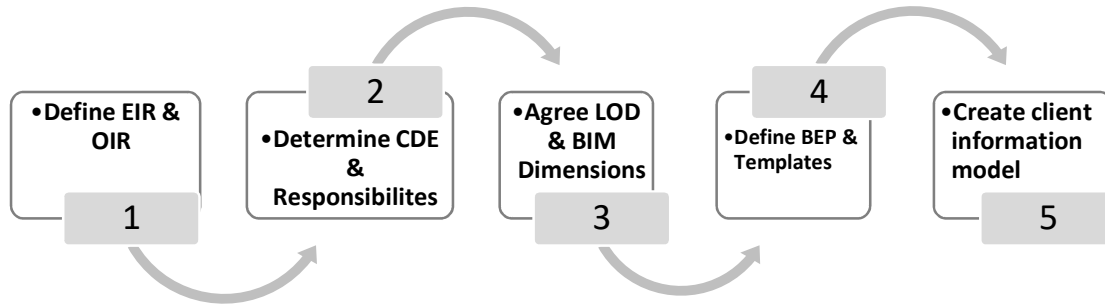 •Define EIR &
OIR
1
2
•Determine CDE
&
Responsibilites
•Agree LOD
& BIM
Dimensions
3
4
•Define BEP &
Templates
•Create client
information
model
5